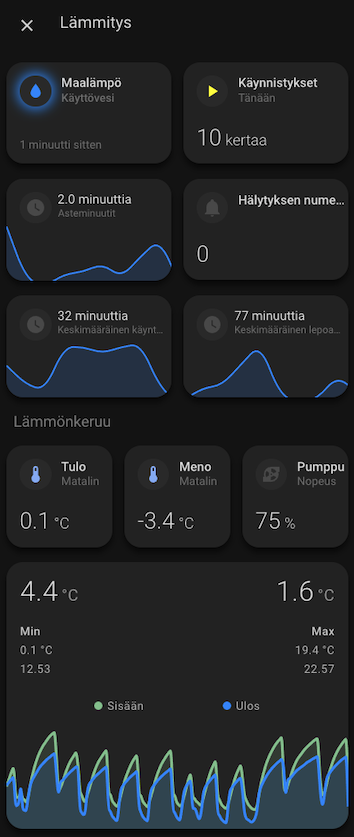 Lämmitys
Maalämpö
Käyttövesi
1 minuutti sitten
Käynnistykset
Tänään
10 kertaa
2.0 minuuttia
Asteminuutit
Hälytyksen nume...
0
32 minuuttia
Keskimääräinen käynt...
77 minuuttia
Keskimääräinen lepoa...
Lämmönkeruu
Tulo
Matalin
0.1 °C
Meno
Matalin
-3.4 °C
Pumppu
Nopeus
75 %
4.4 °C 1.6 °C
Min Max
0.1 °C 19.4 °C
12.53 22.57
Sisään Ulos